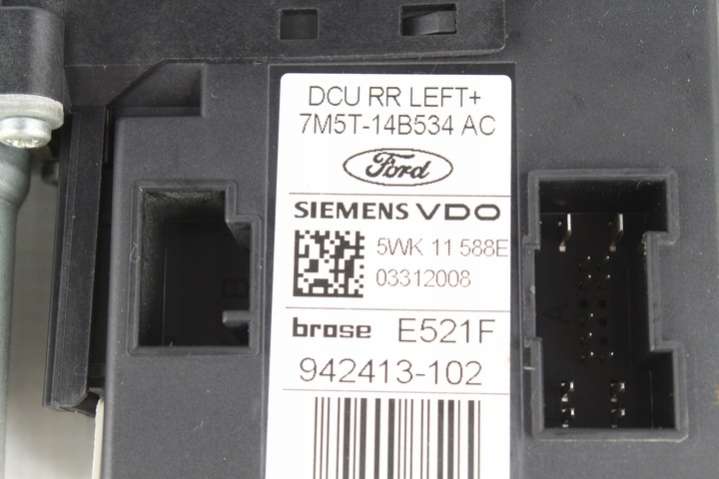 DCU RR LEFT+
7M5T-14B534 AC
Ford
SIEMENS VDO
5WK 11 588E
03312008
brose E521F
942413-102